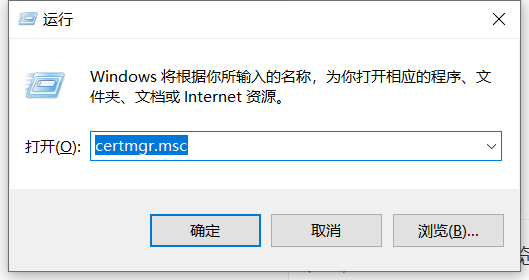 运行
Windows 将根据你所输入的名称，为你打开相应的程序、文
件夹、文档或 Internet 资源。
打开(O): certmgr.msc
确定 取消 浏览(B)...